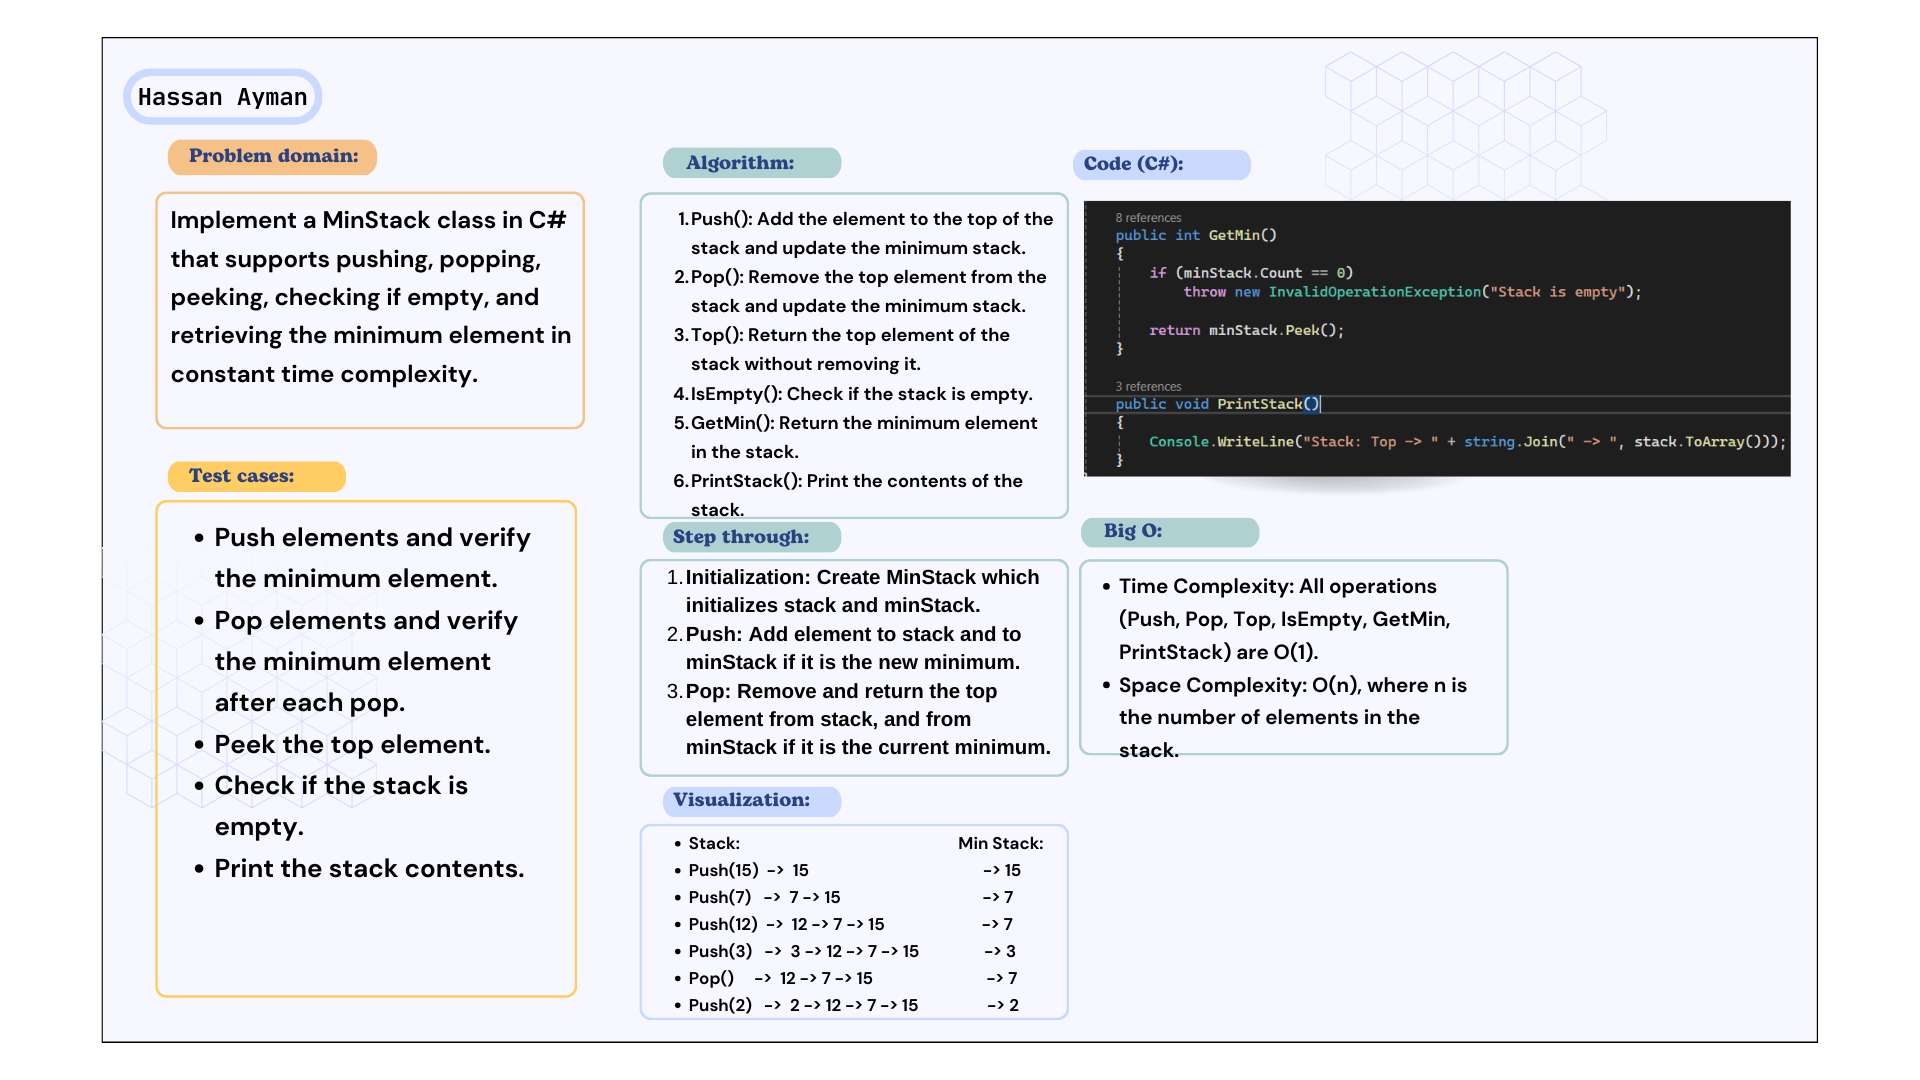 Hassan Ayman
Problem domain:
Implement a MinStack class in C#
that supports pushing, popping,
peeking, checking if empty, and
retrieving the minimum element in
constant time complexity.
Test cases:
• Push elements and verify
the minimum element.
• Pop elements and verify
the minimum element
after each pop.
• Peek the top element.
• Check if the stack is
empty.
• Print the stack contents.
Algorithm:
1. Push(): Add the element to the top of the
stack and update the minimum stack.
2. Pop(): Remove the top element from the
stack and update the minimum stack.
3. Top(): Return the top element of the
stack without removing it.
4. IsEmpty(): Check if the stack is empty.
5. GetMin(): Return the minimum element
in the stack.
6. PrintStack(): Print the contents of the
stack.
Step through:
1. Initialization: Create MinStack which
initializes stack and minStack.
2. Push: Add element to stack and to
minStack if it is the new minimum.
3. Pop: Remove and return the top
element from stack, and from
minStack if it is the current minimum.
Visualization:
• Stack: Min Stack:
• Push(15) -> 15 -> 15
• Push(7) -> 7 -> 15 -> 7
• Push(12) -> 12 -> 7 -> 15 -> 7
• Push(3) -> 3 -> 12 -> 7 -> 15 -> 3
• Pop() -> 12 -> 7 -> 15 -> 7
• Push(2) -> 2 -> 12 -> 7 -> 15 -> 2
Code (C#):
8 references
public int GetMin()
{
if (minStack.Count == 0)
throw new InvalidOperationException("Stack is empty");
return minStack.Peek();
}
3 references
public void PrintStack()
{
Console.WriteLine("Stack: Top -> " + string.Join(" -> ", stack.ToArray()));
}
Big O:
• Time Complexity: All operations
(Push, Pop, Top, IsEmpty, GetMin,
PrintStack) are O(1).
• Space Complexity: O(n), where n is
the number of elements in the
stack.